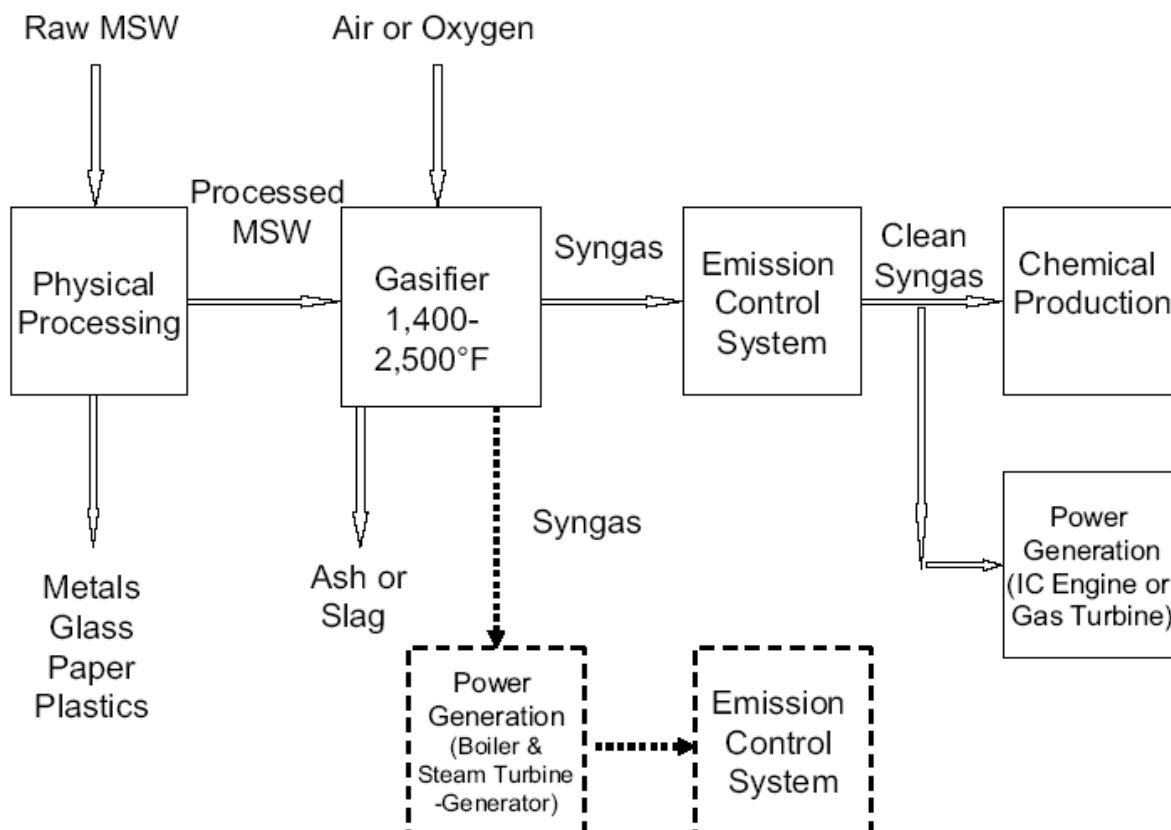 Raw MSW
Air or Oxygen
Processed
MSW
Physical
Processing
Gasifier
1,400-
2,500°F
Syngas
Emission
Control
System
Clean
Syngas
Chemical
Production
Metals
Glass
Paper
Plastics
Ash or
Slag
Syngas
Power
Generation
(IC Engine or
Gas Turbine)
Power
Generation
(Boiler &
Steam Turbine
-Generator)
Emission
Control
System